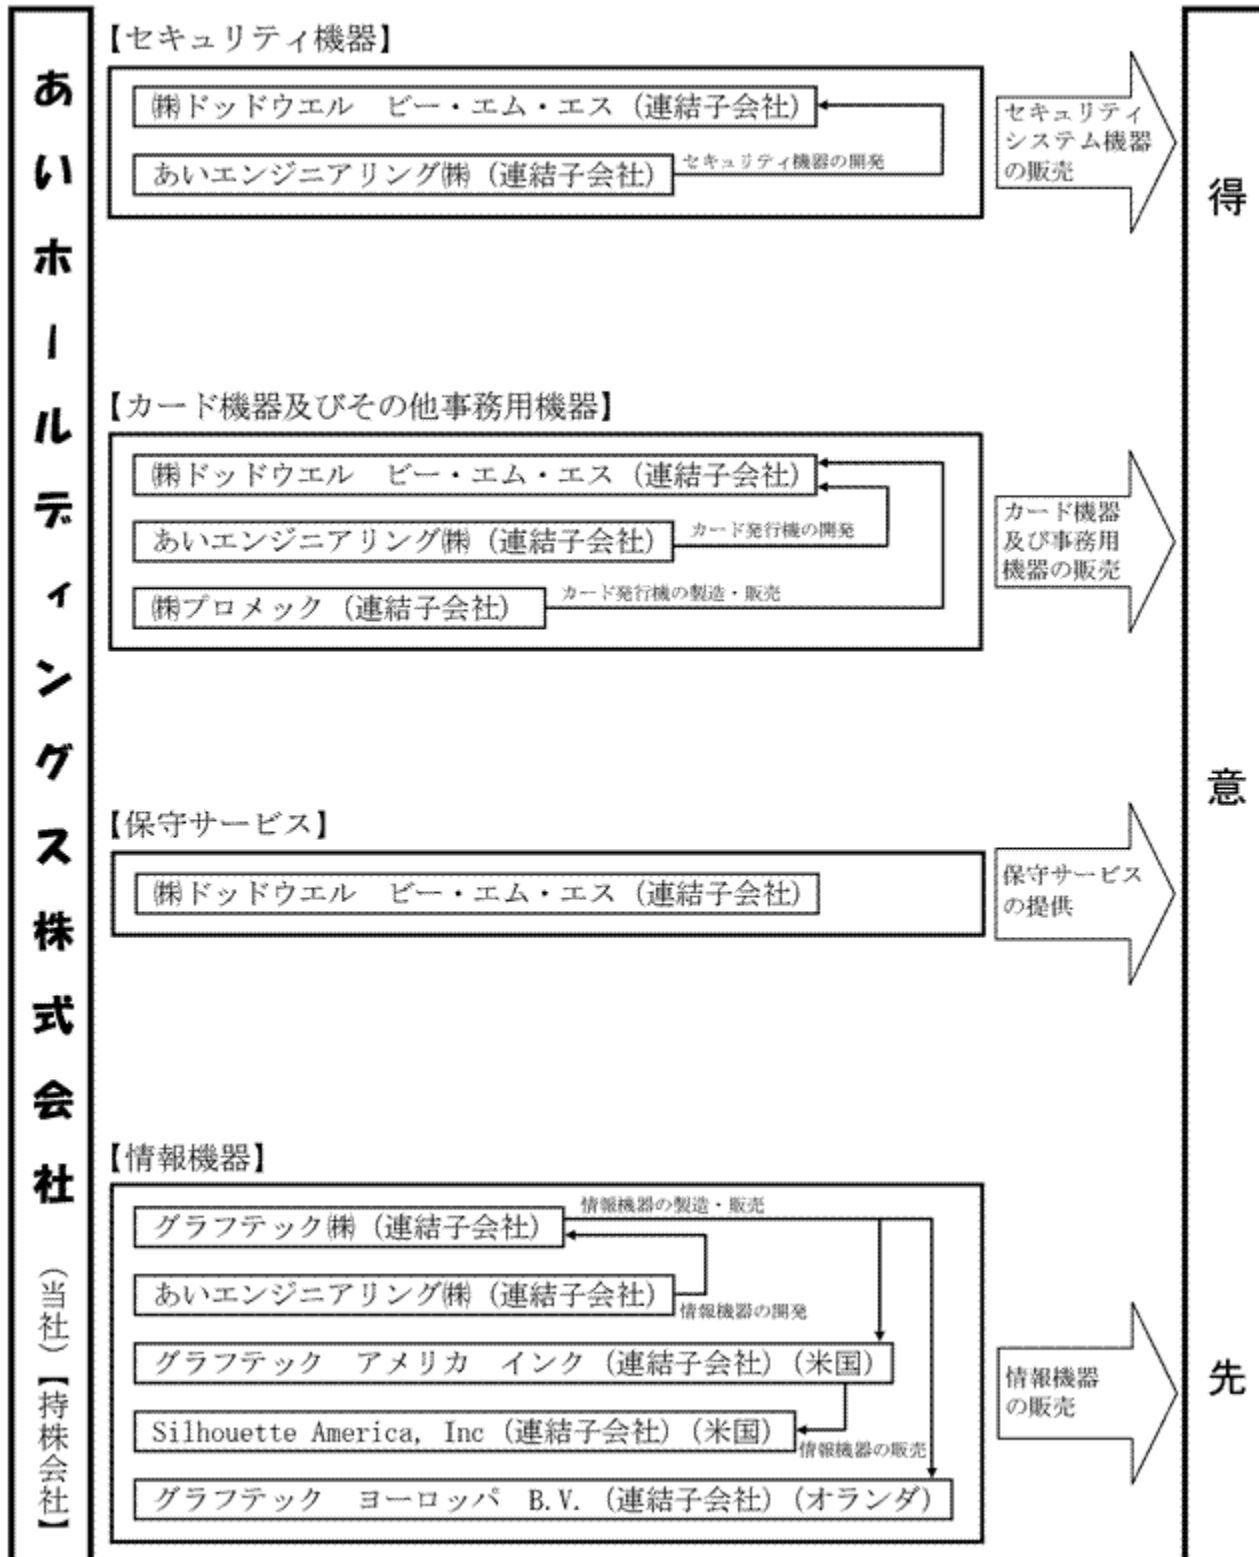 あいホールディングス株式会社
（当社）【持株会社】
【セキュリティ機器】
㈱ドッドウエル　ビー・エム・エス（連結子会社）
あいエンジニアリング㈱（連結子会社）
セキュリティ機器の開発
セキュリティ
システム機器
の販売
【カード機器及びその他事務用機器】
㈱ドッドウエル　ビー・エム・エス（連結子会社）
あいエンジニアリング㈱（連結子会社）
カード発行機の開発
㈱プロメック（連結子会社）
カード発行機の製造・販売
カード機器
及び事務用
機器の販売
【保守サービス】
㈱ドッドウエル　ビー・エム・エス（連結子会社）
保守サービス
の提供
【情報機器】
グラフテック㈱（連結子会社）
情報機器の製造・販売
あいエンジニアリング㈱（連結子会社）
情報機器の開発
グラフテック　アメリカ　インク（連結子会社）（米国）
Silhouette America, Inc（連結子会社）（米国）
情報機器の販売
グラフテック　ヨーロッパ　B.V.（連結子会社）（オランダ）
情報機器
の販売
得意先